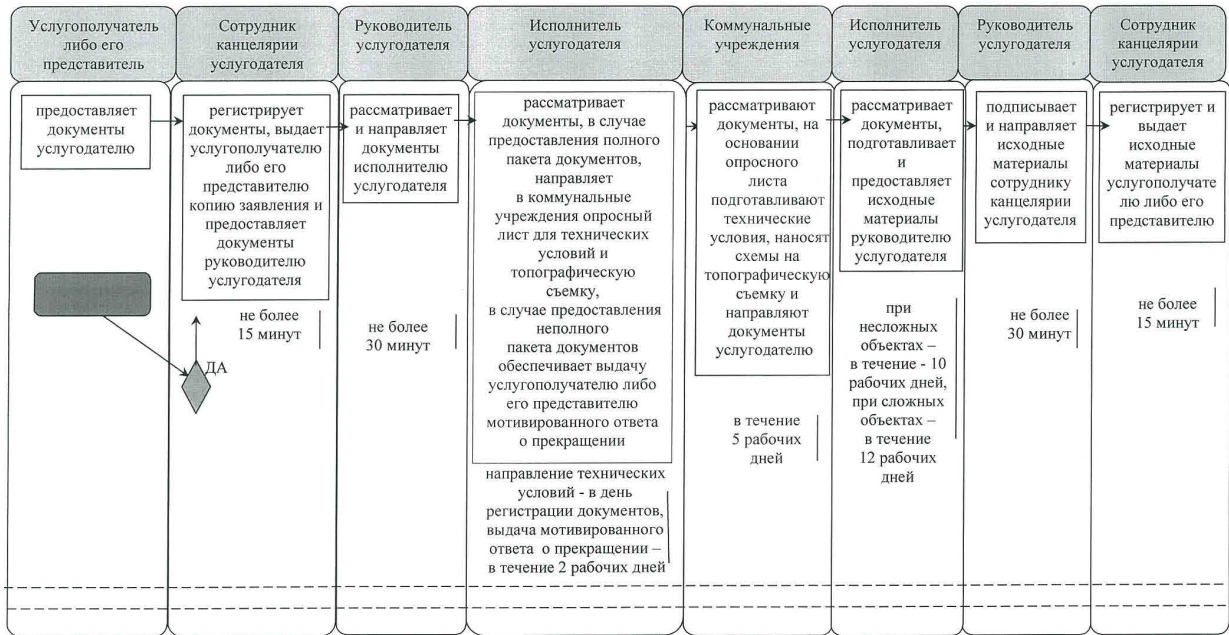 Услугополучатель
либо его
представитель
Сотрудник
канцелярии
услугодателя
Руководитель
услугодателя
Исполнитель
услугодателя
Коммунальные
учреждения
Исполнитель
услугодателя
Руководитель
услугодателя
Сотрудник
канцелярии
услугодателя
предоставляет
документы
услугодателю
регистрирует
документы, выдает
услугополучателю
либо его
представителю
копию заявления и
предоставляет
документы
руководителю
услугодателя
не более
15 минут
ДА
рассматривает
и направляет
документы
исполнителю
услугодателя
не более
30 минут
рассматривает
документы, в случае
предоставления полного
пакета документов,
направляет
в коммунальные
учреждения опросный
лист для технических
условий и
топографическую
съемку,
в случае предоставления
неполного
пакета документов
обеспечивает выдачу
услугополучателю либо
его представителю
мотивированного ответа
о прекращении
направление технических
условий - в день
регистрации документов,
выдача мотивированного
ответа о прекращении –
в течение 2 рабочих дней
рассматривают
документы, на
основании
опросного
листа
подготавливают
технические
условия, наносят
схемы на
топографическую
съемку и
направляют
документы
услугодателю
в течение
5 рабочих
дней
рассматривает
документы,
подготавливает
и
предоставляет
исходные
материалы
руководителю
услугодателя
при
несложных
объектах –
в течение - 10
рабочих дней,
при сложных
объектах –
в течение
12 рабочих
дней
подписывает
и направляет
исходные
материалы
сотруднику
канцелярии
услугодателя
не более
30 минут
регистрирует и
выдает
исходные
материалы
услугополучате
лю либо его
представителю
не более
15 минут